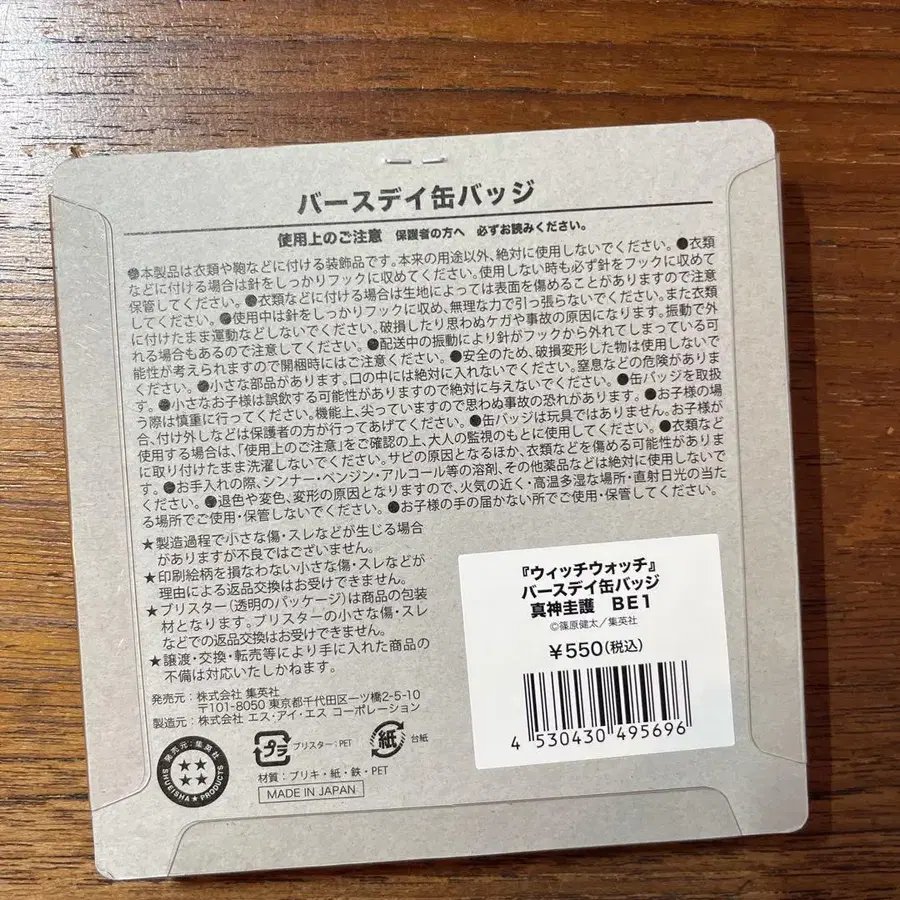 バースデイ缶バッジ
使用上のご注意 保護者の方へ 必ずお読みください。
●本製品は衣類や鞄などに付ける装飾品です。本来の用途以外、絶対に使用しないでください。●衣類
などに付ける場合は針をしっかりフックに収めてください。使用しない時も必ず針をフックに収めて
保管してください。●衣類などに付ける場合は生地によっては表面を傷めることがありますので注意
してください。●使用中は針をしっかりフックに収め、無理な力で引っ張らないでください。また衣類
に付けたまま運動などしないでください。破損したり思わぬケガや事故の原因になります。振動で外
れる場合もあるので注意してください。●配送中の振動により針がフックから外れてしまっている可
能性が考えられますので開梱時にはご注意ください。●安全のため、破損変形した物は使用しないで
ください。●小さな部品があります。口の中には絶対に入れないでください。窒息などの危険がありま
す。●小さなお子様は誤飲する可能性がありますので絶対に与えないでください。●缶バッジを取扱
う際は慎重に行ってください。機能上、尖っていますので思わぬ事故の恐れがあります。●お子様の場
合、付け外しなどは保護者の方が行ってあげてください。●缶バッジは玩具ではありません。お子様が
使用する場合は、「使用上のご注意」をご確認の上、大人の監視のもとに使用してください。●衣類など
に取り付けたまま洗濯しないでください。サビの原因となるほか、衣類などを傷める可能性がありま
す。●お手入れの際、シンナー・ベンジン・アルコール等の溶剤、その他薬品などは絶対に使用しないで
ください。●退色や変色、変形の原因となりますので、火気の近く・高温多湿な場所・直射日光の当た
る場所でご使用・保管しないでください。●お子様の手の届かない所でご使用・保管してください。
★製造過程で小さな傷・スレなどが生じる場合
がありますが不良ではございません。
★印刷絵柄を損なわない小さな傷・スレなどが
理由による返品交換はお受けできません。
★ブリスター(透明のパッケージ)は商品の包装
材となります。ブリスターの小さな傷・スレ
などでの返品交換はお受けできません。
★譲渡・交換・転売等により手に入れた商品の
不備は対応いたしかねます。
発売元:株式会社 集英社
〒101-8050 東京都千代田区一ツ橋2-5-10
製造元:株式会社 エス・アイ・エス コーポレーション
発売元:集英社
SHUEISHA★PRODUCTS
プラ ブリスター:PET 紙 台紙
材質:ブリキ・紙・鉄・PET
MADE IN JAPAN
『ウィッチウォッチ』
バースデイ缶バッジ
真神圭護 BE1
©篠原健太/集英社
¥550(税込)
4 530430 495696